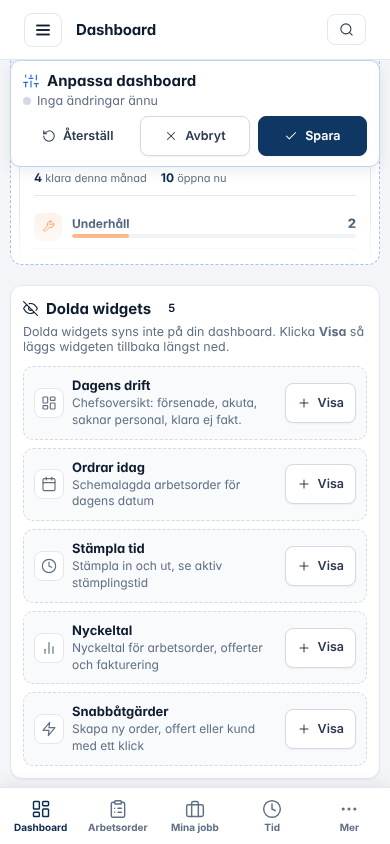 Dashboard
Anpassa dashboard
Inga ändringar ännu
Återställ
Avbryt
Spara
4 klara denna månad 10 öppna nu
Underhåll 2
Dolda widgets 5
Dolda widgets syns inte på din dashboard. Klicka Visa så
läggs widgeten tillbaka längst ned.
Dagens drift
Chefsoversikt: försenade, akuta,
saknar personal, klara ej fakt.
Visa
Ordrar idag
Schemalagda arbetsorder för
dagens datum
Visa
Stämpla tid
Stämpla in och ut, se aktiv
stämplingstid
Visa
Nyckeltal
Nyckeltal för arbetsorder, offerter
och fakturering
Visa
Snabbåtgärder
Skapa ny order, offert eller kund
med ett klick
Visa
Dashboard
Arbetsorder
Mina jobb
Tid
Mer